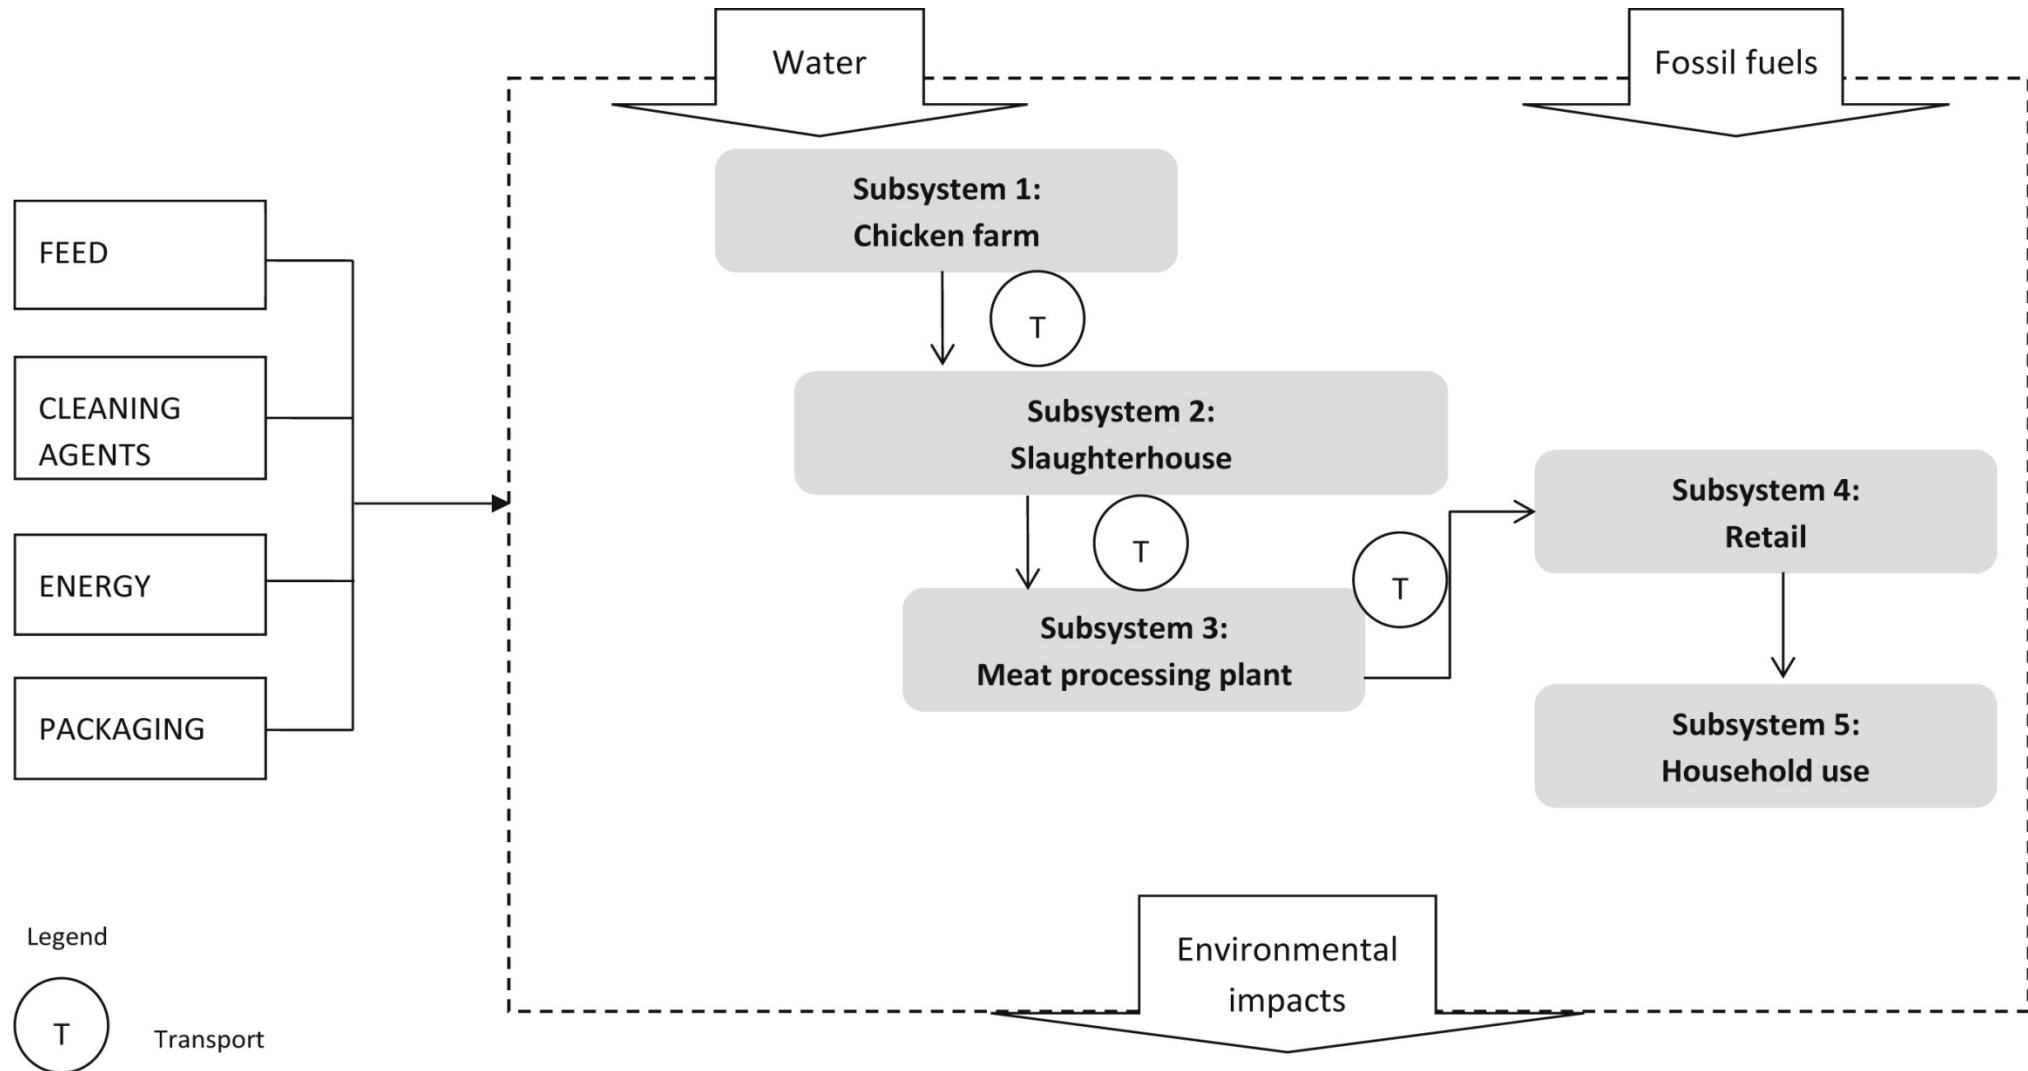 Water
Fossil fuels
FEED
CLEANING
AGENTS
ENERGY
PACKAGING
Subsystem 1:
Chicken farm
T
Subsystem 2:
Slaughterhouse
T
Subsystem 3:
Meat processing plant
T
Subsystem 4:
Retail
Subsystem 5:
Household use
Environmental
impacts
Legend
T
Transport